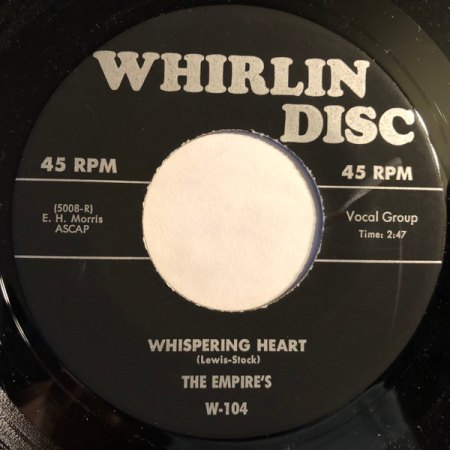 WHIRLIN
DISC
45 RPM
45 RPM
(5008-R)
E. H. Morris
ASCAP
Vocal Group
Time: 2:47
WHISPERING HEART
(Lewis-Stock)
THE EMPIRE'S
W-104